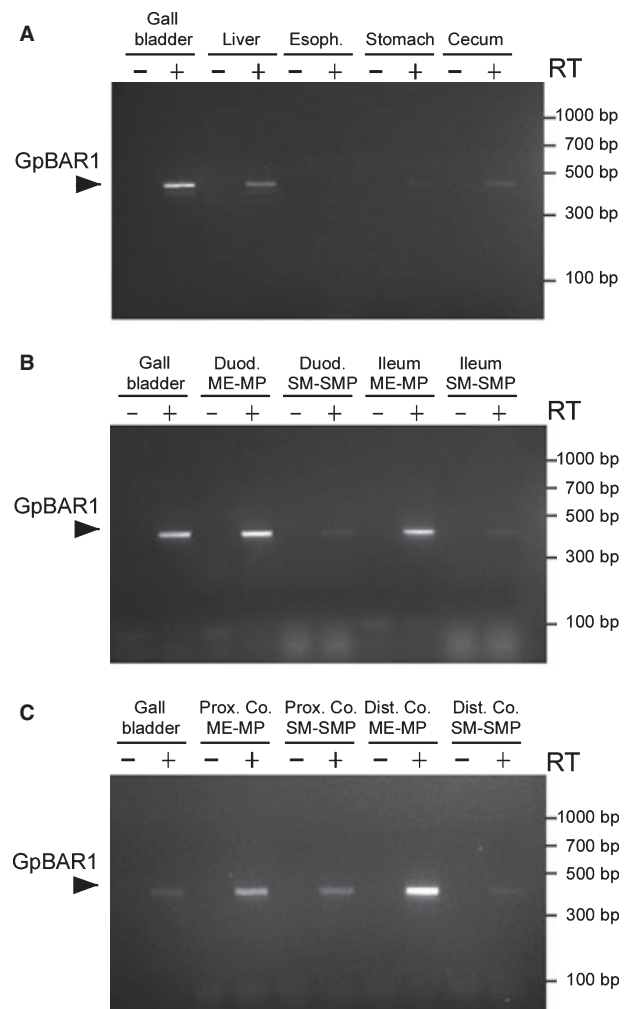 A
Gall bladder Liver Esoph. Stomach Cecum
− + − + − + − + − + RT
1000 bp
700 bp
GpBAR1
500 bp
300 bp
100 bp
B
Gall bladder Duod. ME-MP Duod. SM-SMP Ileum ME-MP Ileum SM-SMP
− + − + − + − + − + RT
1000 bp
700 bp
GpBAR1
500 bp
300 bp
100 bp
C
Gall bladder Prox. Co. ME-MP Prox. Co. SM-SMP Dist. Co. ME-MP Dist. Co. SM-SMP
− + − + − + − + − + RT
1000 bp
700 bp
GpBAR1
500 bp
300 bp
100 bp